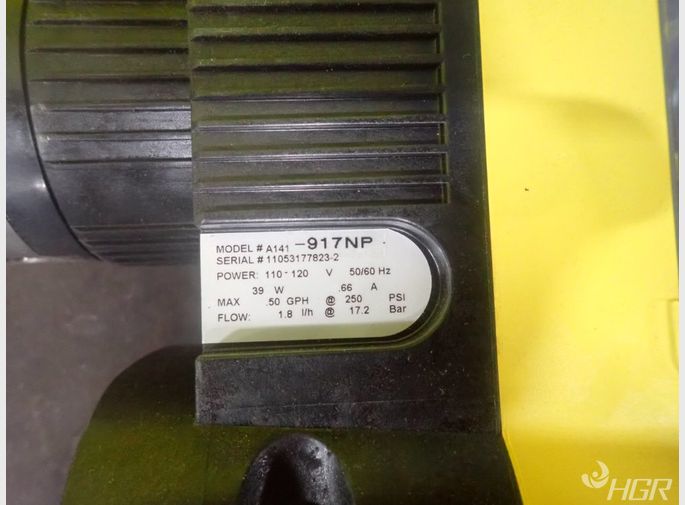 MODEL # A141 -917NP
SERIAL # 11053177823-2
POWER: 110-120 V 50/60 Hz
39 W .66 A
MAX .50 GPH @ 250 PSI
FLOW: 1.8 l/h @ 17.2 Bar
HGR